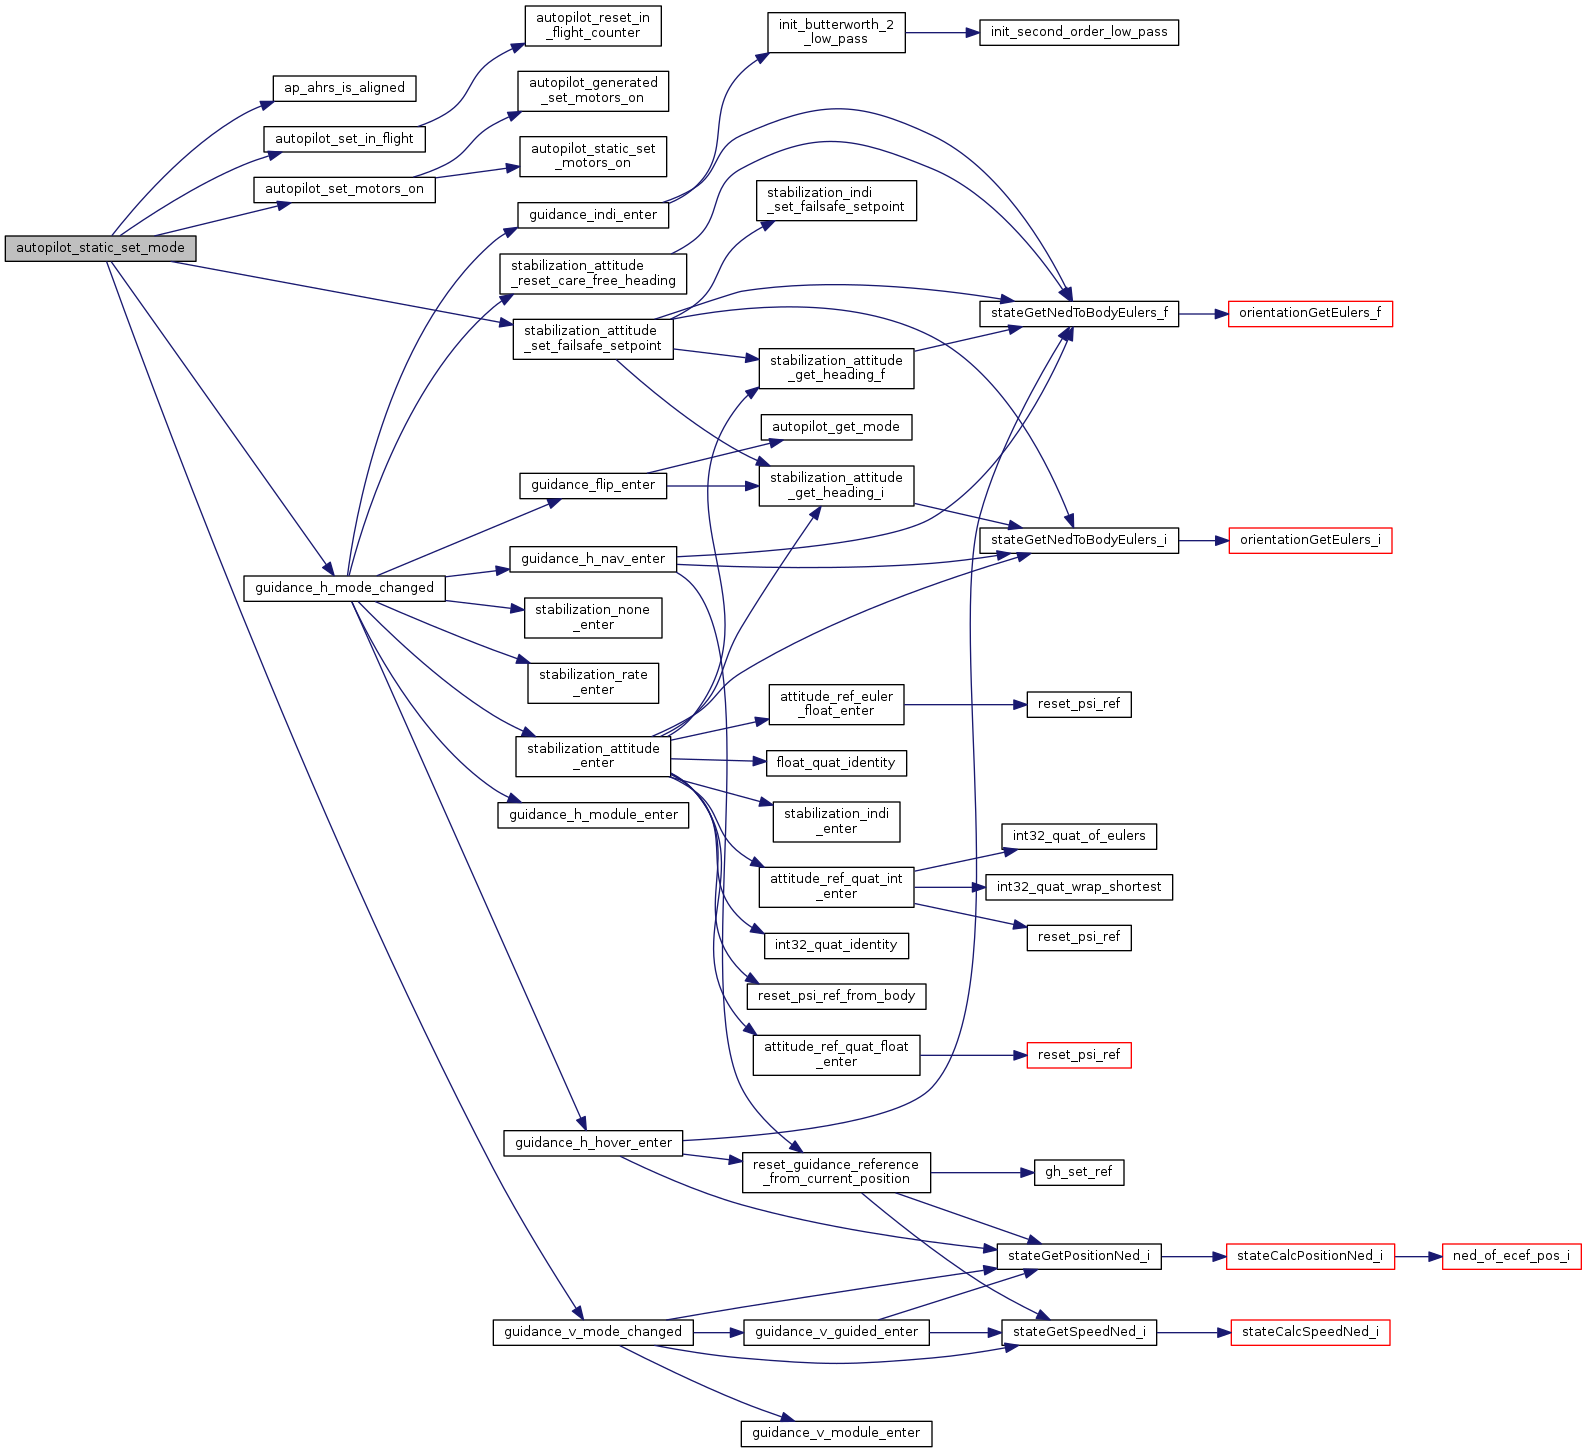 autopilot_reset_in
_flight_counter
init_butterworth_2
_low_pass
init_second_order_low_pass
ap_ahrs_is_aligned
autopilot_generated
_set_motors_on
autopilot_set_in_flight
autopilot_static_set
_motors_on
autopilot_set_motors_on
stabilization_indi
_set_failsafe_setpoint
guidance_indi_enter
autopilot_static_set_mode
stabilization_attitude
_reset_care_free_heading
stateGetNedToBodyEulers_f
orientationGetEulers_f
stabilization_attitude
_set_failsafe_setpoint
stabilization_attitude
_get_heading_f
autopilot_get_mode
guidance_flip_enter
stabilization_attitude
_get_heading_i
stateGetNedToBodyEulers_i
orientationGetEulers_i
guidance_h_nav_enter
guidance_h_mode_changed
stabilization_none
_enter
stabilization_rate
_enter
attitude_ref_euler
_float_enter
reset_psi_ref
stabilization_attitude
_enter
float_quat_identity
guidance_h_module_enter
stabilization_indi
_enter
int32_quat_of_eulers
attitude_ref_quat_int
_enter
int32_quat_wrap_shortest
reset_psi_ref
int32_quat_identity
reset_psi_ref_from_body
attitude_ref_quat_float
_enter
reset_psi_ref
guidance_h_hover_enter
reset_guidance_reference
_from_current_position
gh_set_ref
stateGetPositionNed_i
stateCalcPositionNed_i
ned_of_ecef_pos_i
guidance_v_mode_changed
guidance_v_guided_enter
stateGetSpeedNed_i
stateCalcSpeedNed_i
guidance_v_module_enter